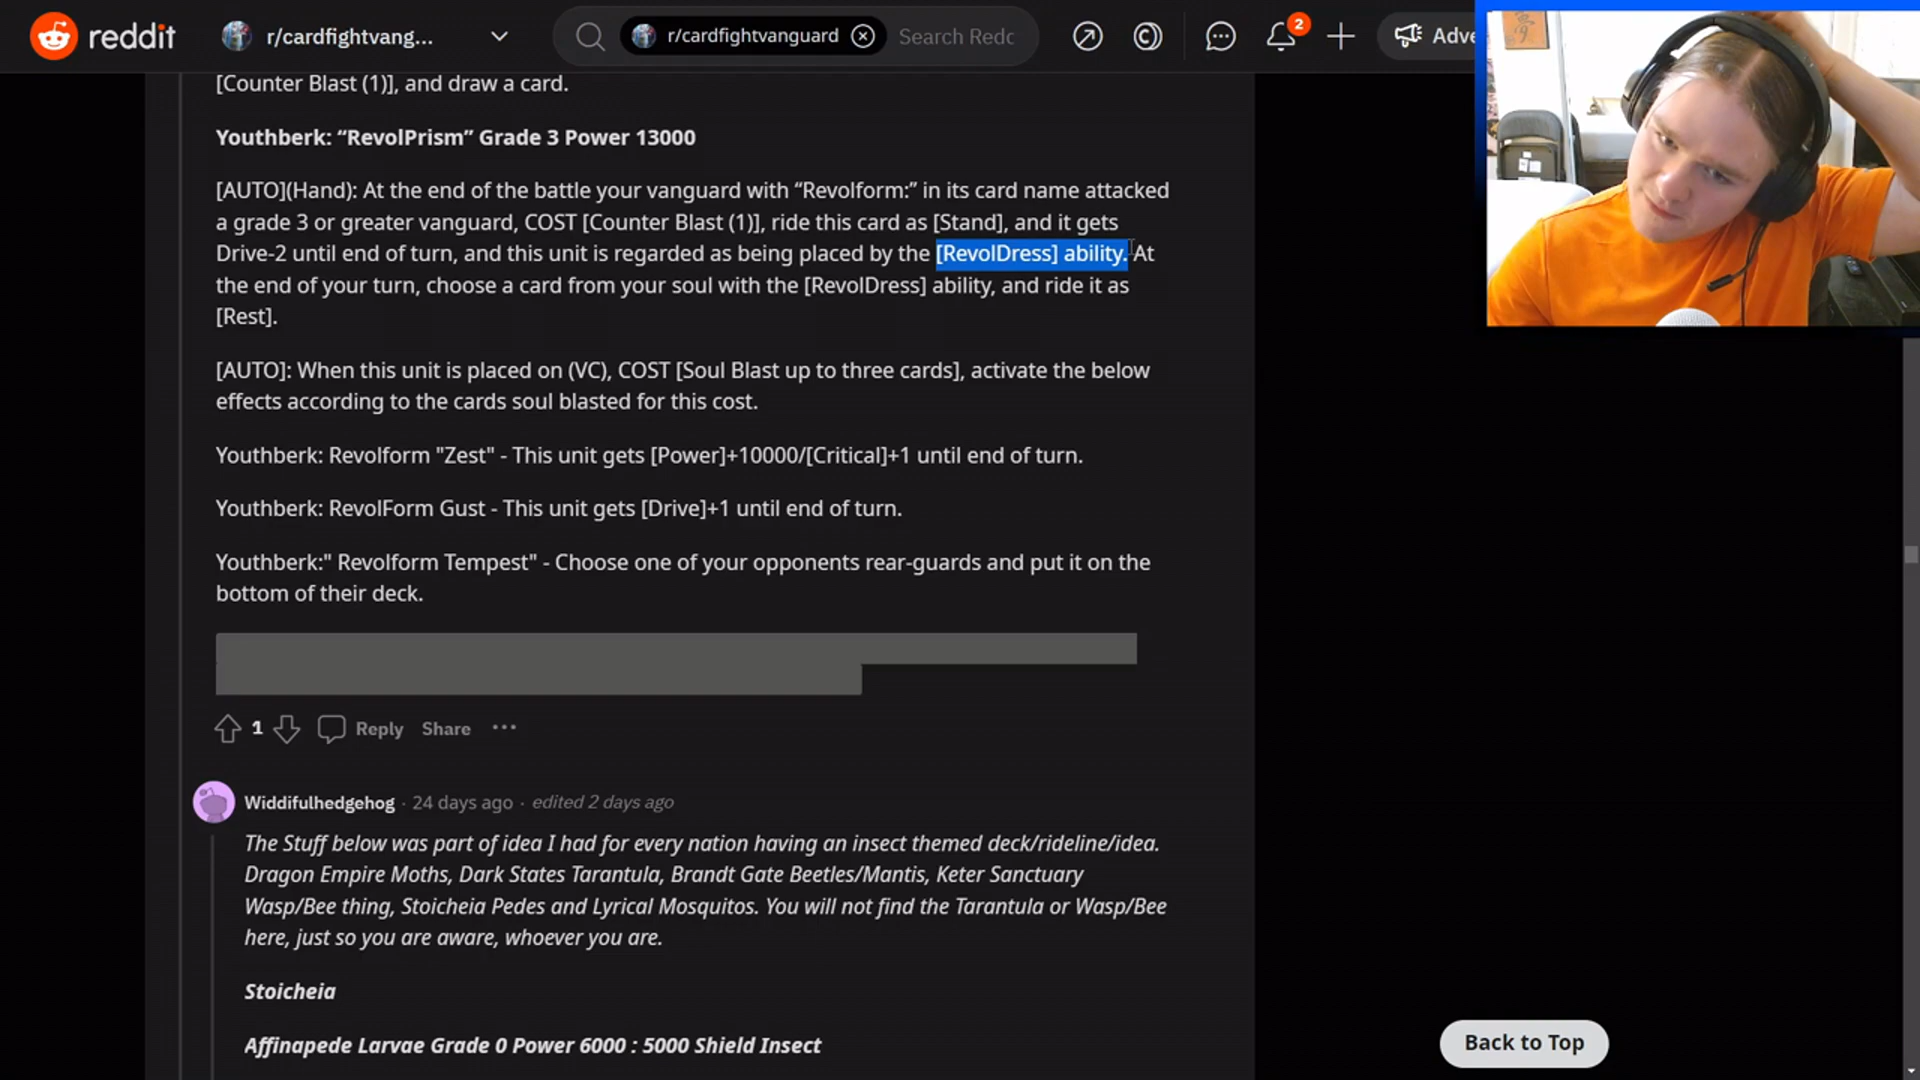 reddit
r/cardfightvang...
r/cardfightvanguard
Search Redc
2
Adve
[Counter Blast (1)], and draw a card.
Youthberk: “RevolPrism” Grade 3 Power 13000
[AUTO](Hand): At the end of the battle your vanguard with “Revolform:” in its card name attacked
a grade 3 or greater vanguard, COST [Counter Blast (1)], ride this card as [Stand], and it gets
Drive-2 until end of turn, and this unit is regarded as being placed by the [RevolDress] ability. At
the end of your turn, choose a card from your soul with the [RevolDress] ability, and ride it as
[Rest].
[AUTO]: When this unit is placed on (VC), COST [Soul Blast up to three cards], activate the below
effects according to the cards soul blasted for this cost.
Youthberk: Revolform "Zest" - This unit gets [Power]+10000/[Critical]+1 until end of turn.
Youthberk: RevolForm Gust - This unit gets [Drive]+1 until end of turn.
Youthberk:" Revolform Tempest" - Choose one of your opponents rear-guards and put it on the
bottom of their deck.
1
Reply
Share
Widdifulhedgehog · 24 days ago · edited 2 days ago
The Stuff below was part of idea I had for every nation having an insect themed deck/rideline/idea.
Dragon Empire Moths, Dark States Tarantula, Brandt Gate Beetles/Mantis, Keter Sanctuary
Wasp/Bee thing, Stoicheia Pedes and Lyrical Mosquitos. You will not find the Tarantula or Wasp/Bee
here, just so you are aware, whoever you are.
Stoicheia
Affinapede Larvae Grade 0 Power 6000 : 5000 Shield Insect
Back to Top